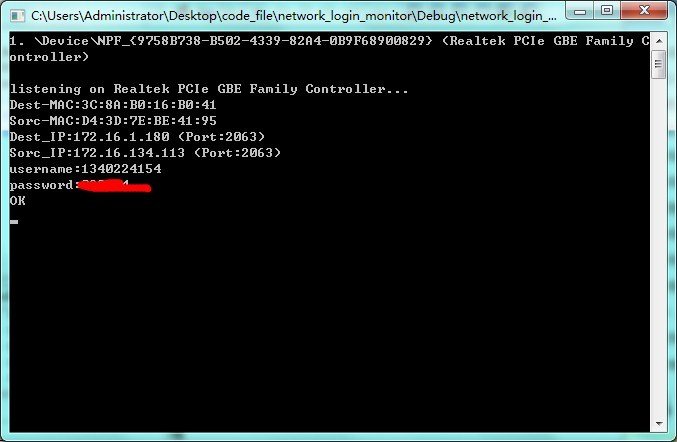 C:\Users\Administrator\Desktop\code_file\network_login_monitor\Debug\network_login_...
1. \Device\NPF_{9758B738-B502-4339-82A4-0B9F68900829} (Realtek PCIe GBE Family C
ontroller)
listening on Realtek PCIe GBE Family Controller...
Dest-MAC:3C:8A:B0:16:B0:41
Sorc-MAC:D4:3D:7E:BE:41:95
Dest_IP:172.16.1.180 (Port:2063)
Sorc_IP:172.16.134.113 (Port:2063)
username:1340224154
password:
OK